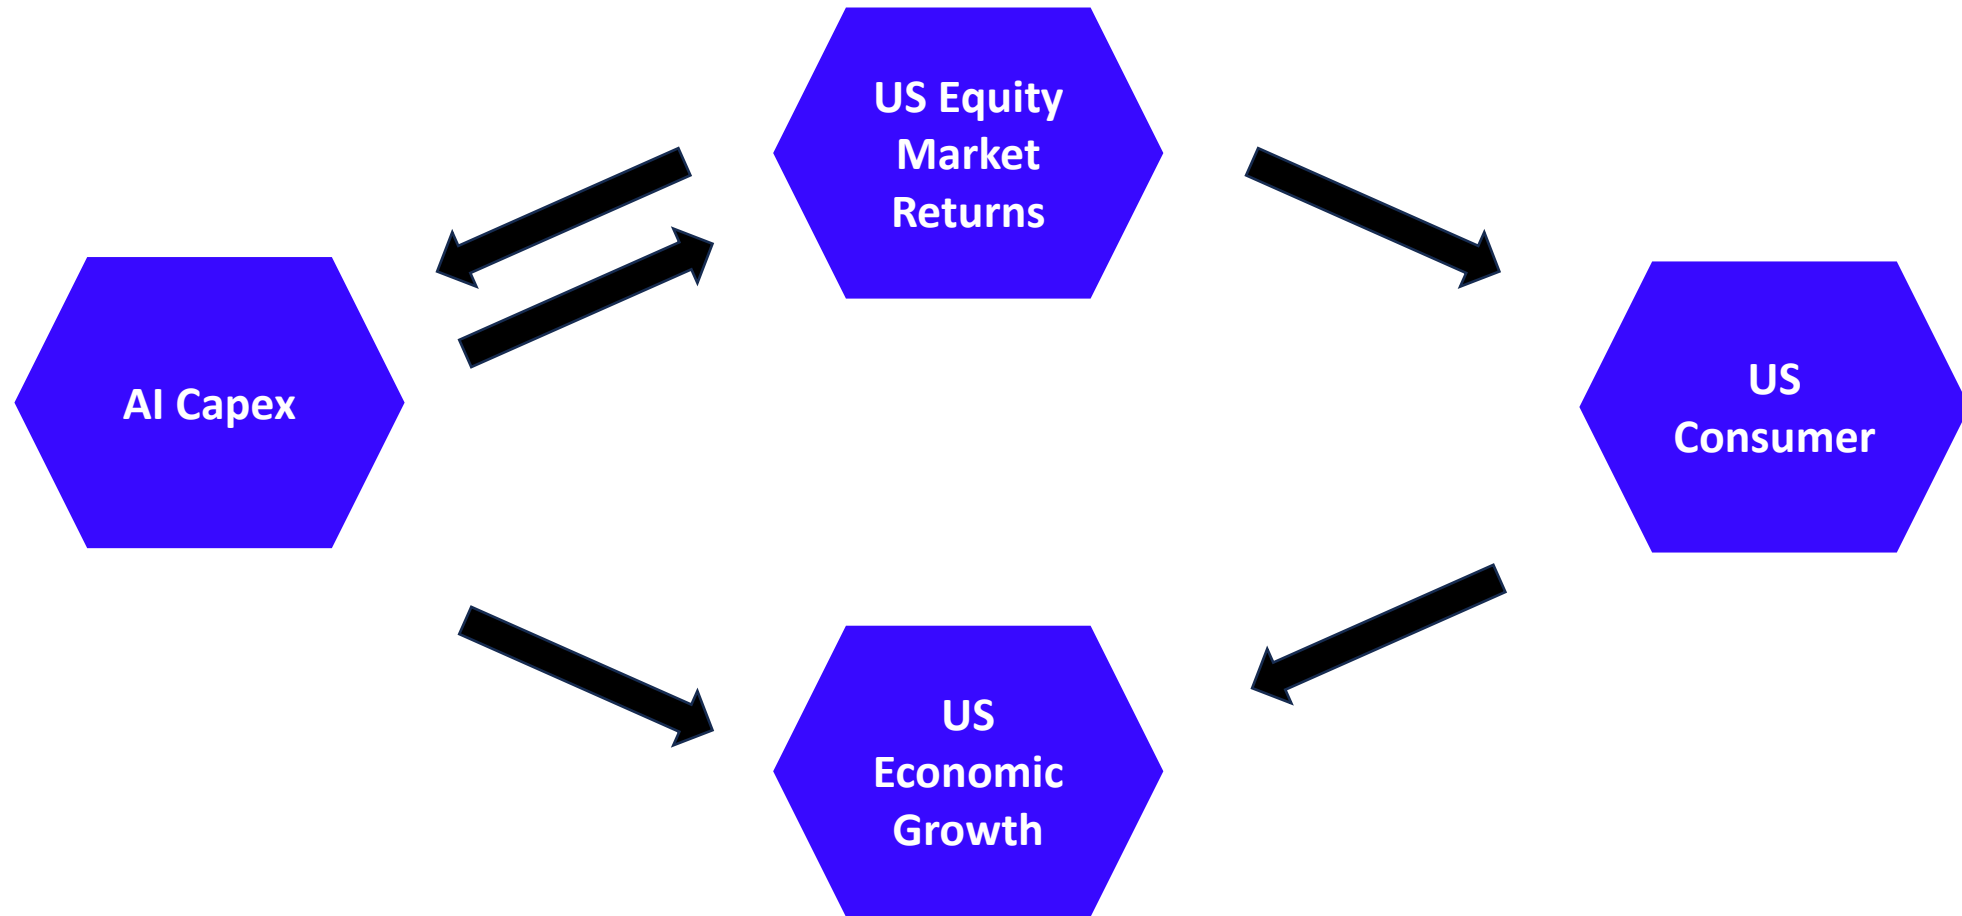 US Equity
Market
Returns
AI Capex
US
Consumer
US
Economic
Growth